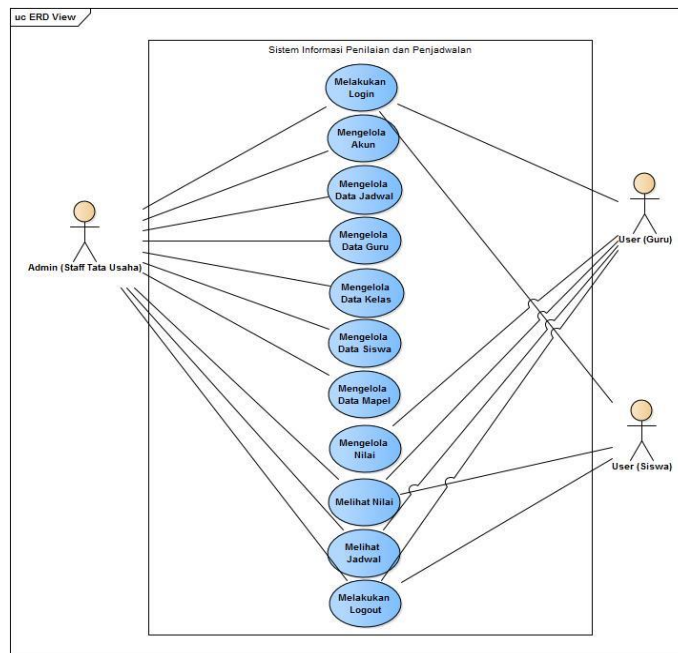 uc ERD View
Sistem Informasi Penilaian dan Penjadwalan
Melakukan
Login
Mengelola
Akun
Mengelola
Data Jadwal
Mengelola
Data Guru
Mengelola
Data Kelas
Mengelola
Data Siswa
Mengelola
Data Mapel
Mengelola
Nilai
Melihat Nilai
Melihat
Jadwal
Melakukan
Logout
Admin (Staff Tata Usaha)
User (Guru)
User (Siswa)